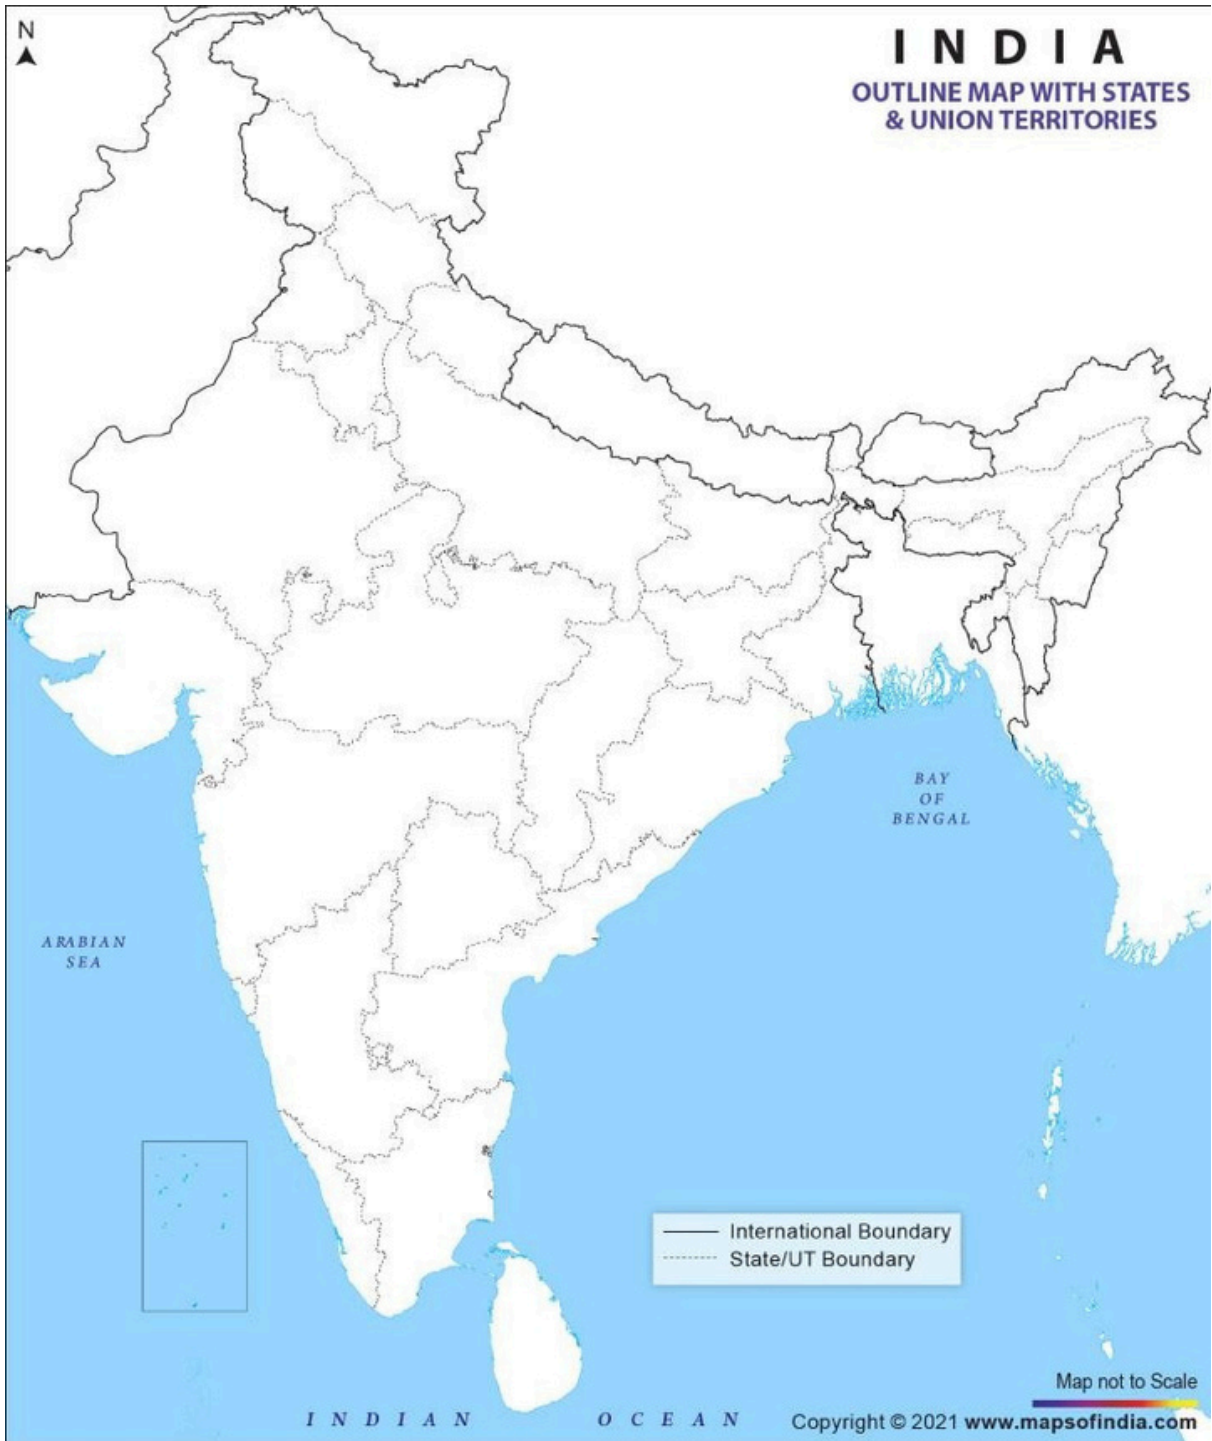 N
INDIA
OUTLINE MAP WITH STATES
& UNION TERRITORIES
BAY
OF
BENGAL
ARABIAN
SEA
International Boundary
State/UT Boundary
Map not to Scale
INDIAN OCEAN
Copyright © 2021 www.mapsofindia.com